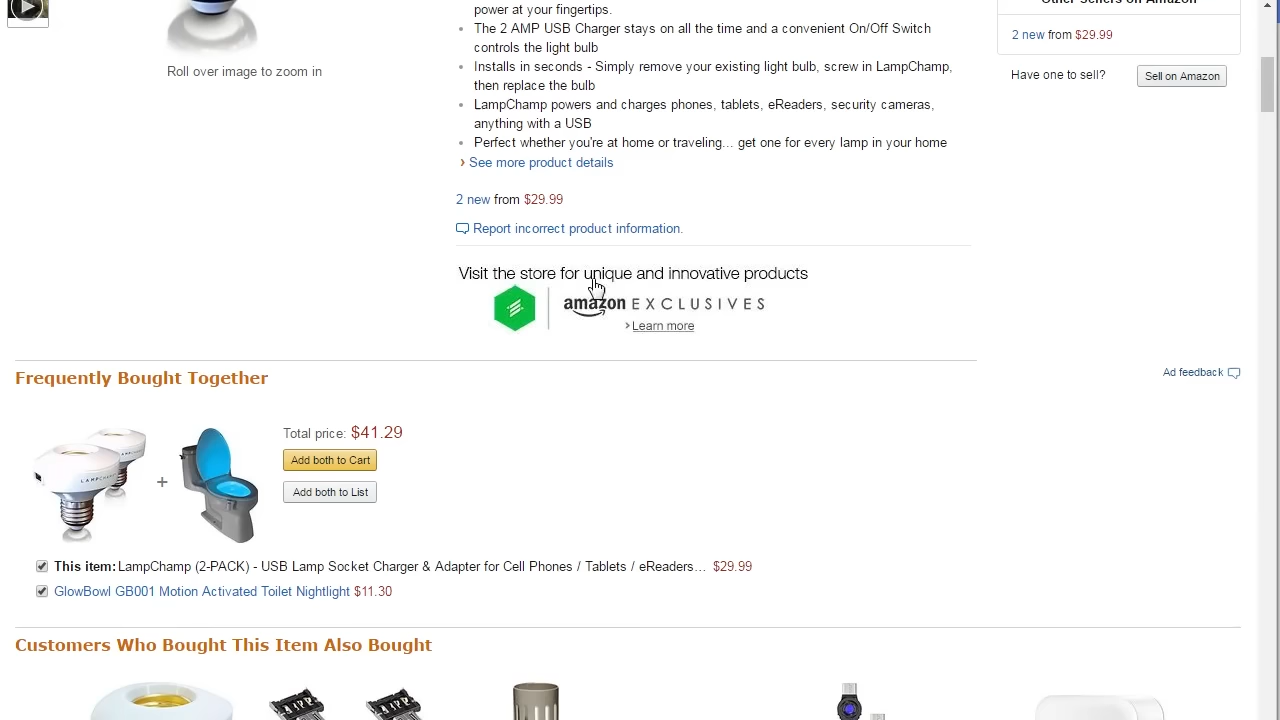 power at your fingertips.
The 2 AMP USB Charger stays on all the time and a convenient On/Off Switch
controls the light bulb
Installs in seconds - Simply remove your existing light bulb, screw in LampChamp,
then replace the bulb
LampChamp powers and charges phones, tablets, eReaders, security cameras,
anything with a USB
Perfect whether you're at home or traveling... get one for every lamp in your home
› See more product details
2 new from $29.99
Report incorrect product information.
Visit the store for unique and innovative products
amazon EXCLUSIVES
› Learn more
Roll over image to zoom in
Other Sellers on Amazon
2 new from $29.99
Have one to sell?
Sell on Amazon
Ad feedback
Frequently Bought Together
LAMPCHAMP
+
Total price: $41.29
Add both to Cart
Add both to List
This item: LampChamp (2-PACK) - USB Lamp Socket Charger & Adapter for Cell Phones / Tablets / eReaders... $29.99
GlowBowl GB001 Motion Activated Toilet Nightlight $11.30
Customers Who Bought This Item Also Bought